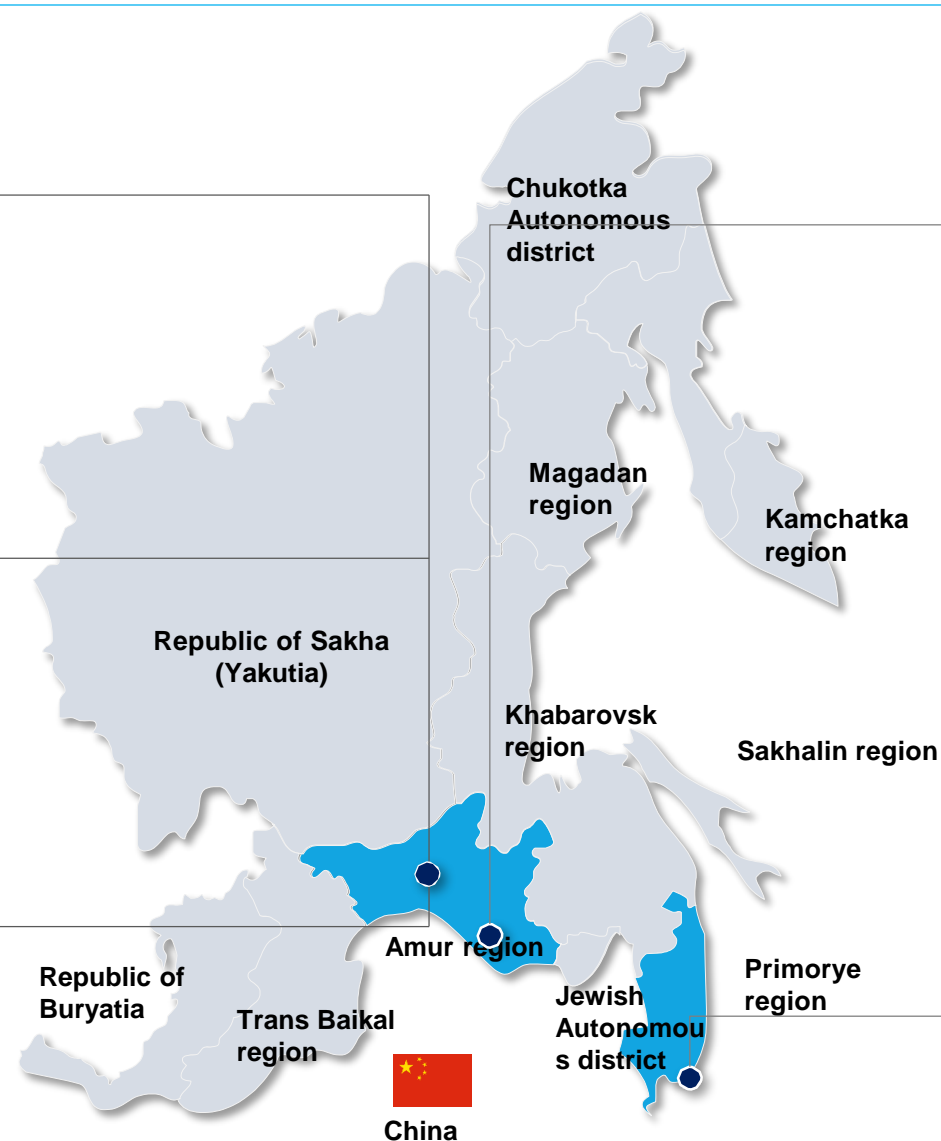 Chukotka
Autonomous
district
Magadan
region
Kamchatka
region
Republic of Sakha
(Yakutia)
Khabarovsk
region
Sakhalin region
Amur region
Republic of
Buryatia
Trans Baikal
region
Jewish
Autonomou
s district
Primorye
region
China